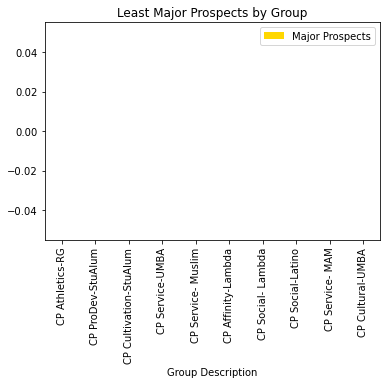 Least Major Prospects by Group
Major Prospects
0.04
0.02
0.00
−0.02
−0.04
CP Athletics-RG
CP ProDev-StuAlum
CP Cultivation-StuAlum
CP Service-UMBA
CP Service- Muslim
CP Affinity-Lambda
CP Social- Lambda
CP Social-Latino
CP Service- MAM
CP Cultural-UMBA
Group Description